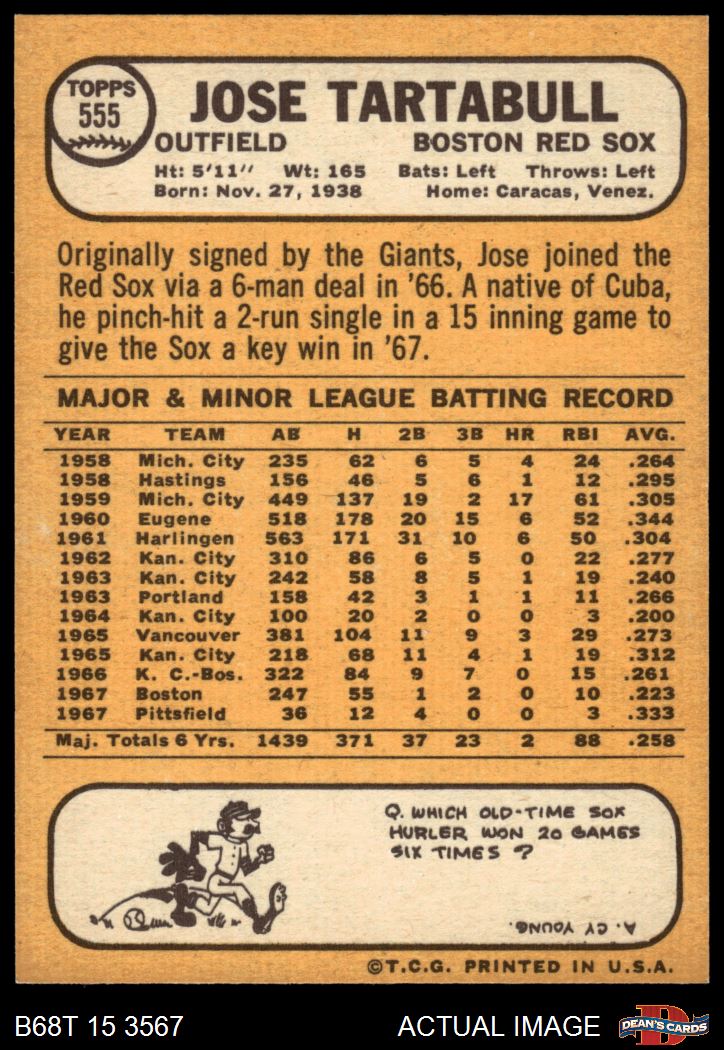 TOPPS
555
JOSE TARTABULL
OUTFIELD BOSTON RED SOX
Ht: 5'11" Wt: 165 Bats: Left Throws: Left
Born: Nov. 27, 1938 Home: Caracas, Venez.
Originally signed by the Giants, Jose joined the
Red Sox via a 6-man deal in '66. A native of Cuba,
he pinch-hit a 2-run single in a 15 inning game to
give the Sox a key win in '67.
MAJOR & MINOR LEAGUE BATTING RECORD
YEAR TEAM AB H 2B 3B HR RBI AVG.
1958 Mich. City 235 62 6 5 4 24 .264
1958 Hastings 156 46 5 6 1 12 .295
1959 Mich. City 449 137 19 2 17 61 .305
1960 Eugene 518 178 20 15 6 52 .344
1961 Harlingen 563 171 31 10 6 50 .304
1962 Kan. City 310 86 6 5 0 22 .277
1963 Kan. City 242 58 8 5 1 19 .240
1963 Portland 158 42 3 1 1 11 .266
1964 Kan. City 100 20 2 0 0 3 .200
1965 Vancouver 381 104 11 9 3 29 .273
1965 Kan. City 218 68 11 4 1 19 .312
1966 K. C.-Bos. 322 84 9 7 0 15 .261
1967 Boston 247 55 1 2 0 10 .223
1967 Pittsfield 36 12 4 0 0 3 .333
Maj. Totals 6 Yrs. 1439 371 37 23 2 88 .258
Q. WHICH OLD-TIME SOX
HURLER WON 20 GAMES
SIX TIMES ?
A. CY YOUNG.
©T.C.G. PRINTED IN U.S.A.
B68T 15 3567 ACTUAL IMAGE DEAN'S CARDS